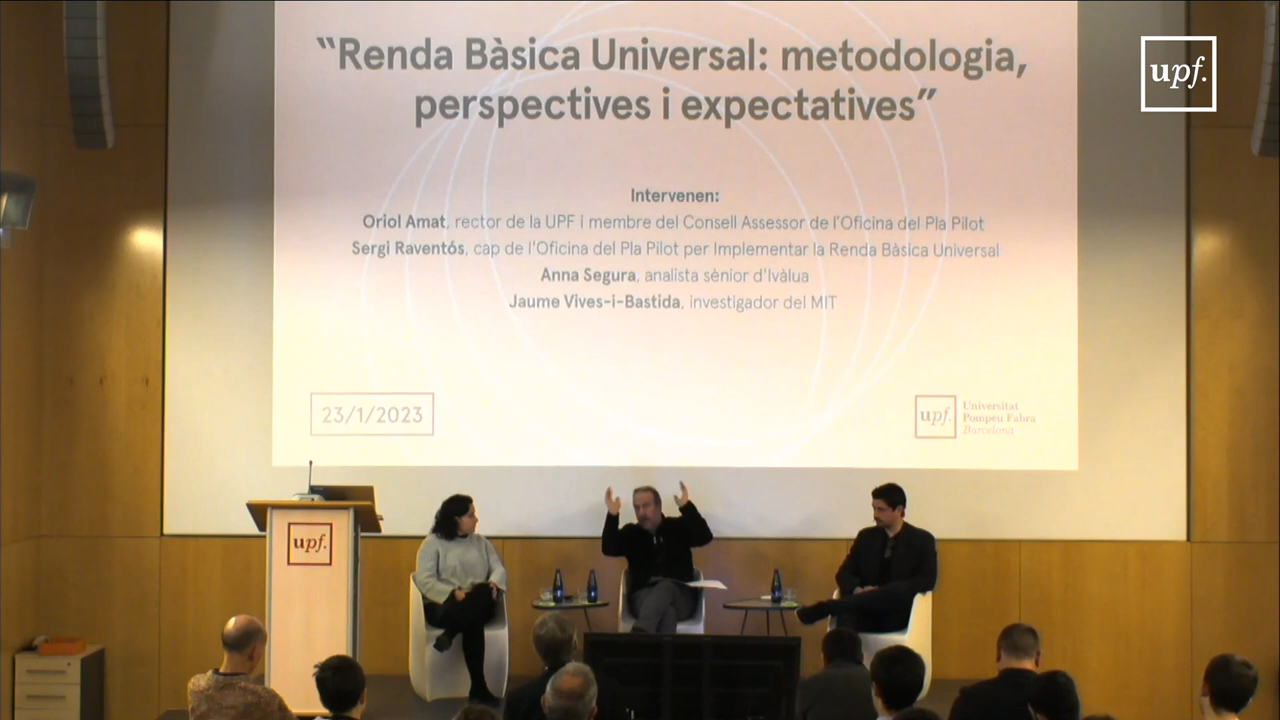 “Renda Bàsica Universal: metodologia,
perspectives i expectatives”
upf.
Intervenen:
Oriol Amat, rector de la UPF i membre del Consell Assessor de l'Oficina del Pla Pilot
Sergi Raventós, cap de l'Oficina del Pla Pilot per Implementar la Renda Bàsica Universal
Anna Segura, analista sènior d'Ivàlua
Jaume Vives-i-Bastida, investigador del MIT
23/1/2023
upf.
Universitat
Pompeu Fabra
Barcelona
upf.